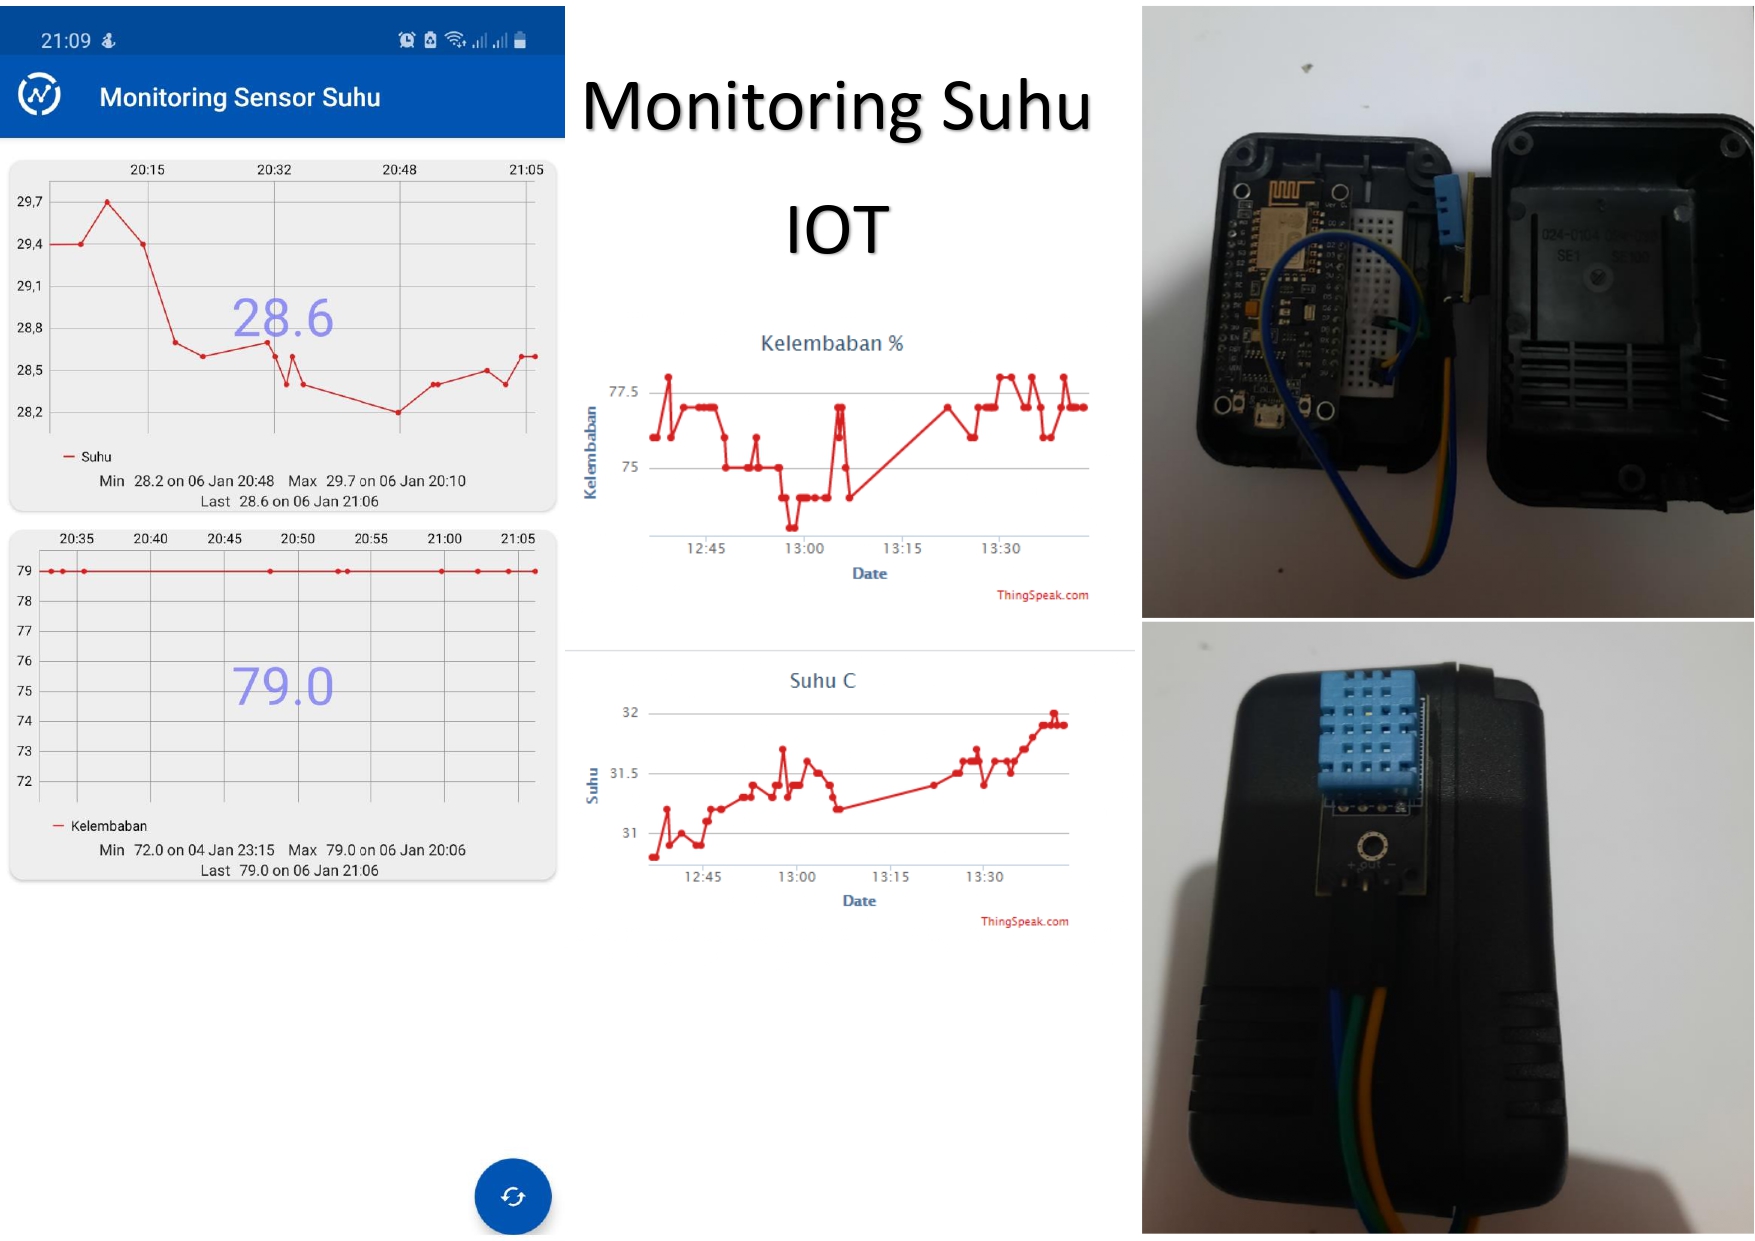 21:09
Monitoring Sensor Suhu
20:15 20:32 20:48 21:05
29,7
29,4
29,1
28,8
28,5
28,2
28.6
Suhu
Min 28.2 on 06 Jan 20:48 Max 29.7 on 06 Jan 20:10
Last 28.6 on 06 Jan 21:06
20:35 20:40 20:45 20:50 20:55 21:00 21:05
79
78
77
76
75
74
73
72
79.0
Kelembaban
Min 72.0 on 04 Jan 23:15 Max 79.0 on 06 Jan 20:06
Last 79.0 on 06 Jan 21:06
Monitoring Suhu
IOT
Kelembaban %
Kelembaban
77.5
75
12:45 13:00 13:15 13:30
Date
ThingSpeak.com
Suhu C
Suhu
32
31.5
31
12:45 13:00 13:15 13:30
Date
ThingSpeak.com
SE1
+ out -